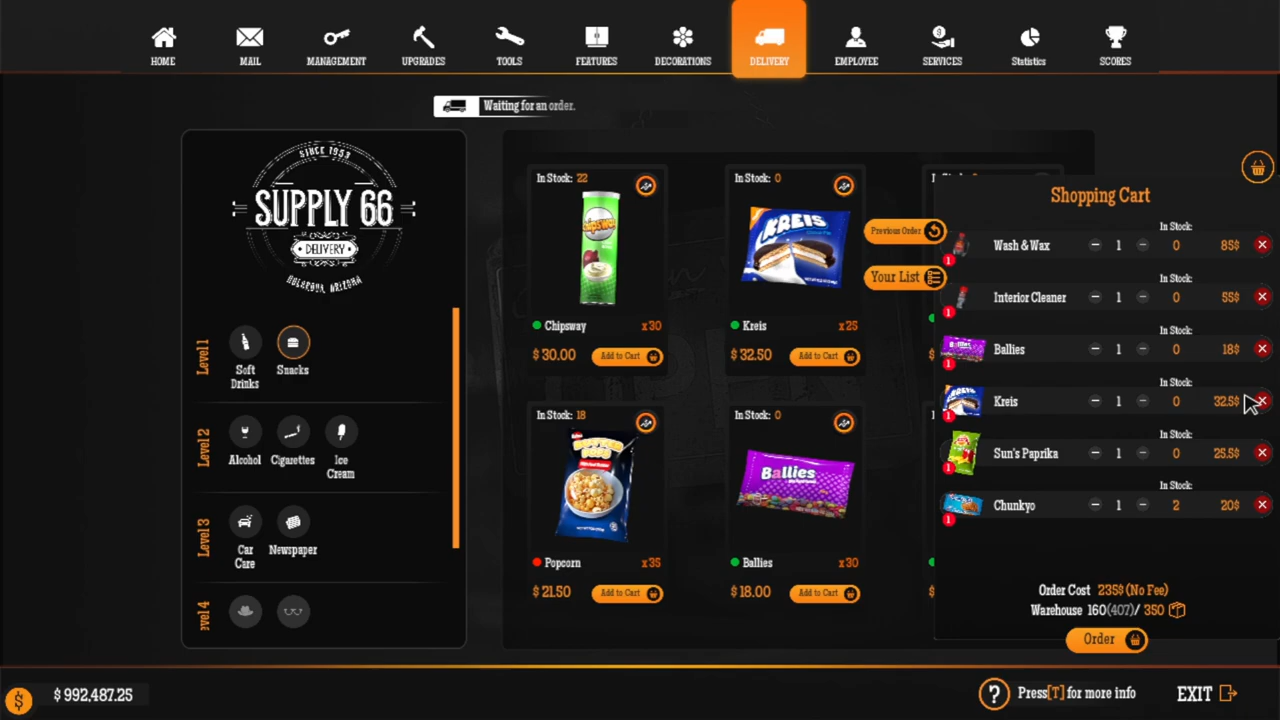 HOME
MAIL
MANAGEMENT
UPGRADES
TOOLS
FEATURES
DECORATIONS
DELIVERY
EMPLOYEE
SERVICES
Statistics
SCORES
Waiting for an order.
SINCE 1953
SUPPLY 66
DELIVERY
Level 1
Soft Drinks
Snacks
Level 2
Alcohol
Cigarettes
Ice Cream
Level 3
Car Care
Newspaper
In Stock: 22
Chipsway x30
$ 30.00 Add to Cart
In Stock: 0
KREIS
Kreis x25
$ 32.50 Add to Cart
In Stock: 18
Popcorn x35
$ 21.50 Add to Cart
In Stock: 0
Ballies
Ballies x30
$ 18.00 Add to Cart
Previous Order
Your List
Shopping Cart
In Stock:
Wash & Wax 1 0 85$
In Stock:
Interior Cleaner 1 0 55$
In Stock:
Ballies 1 0 18$
In Stock:
Kreis 1 0 32.5$
In Stock:
Sun's Paprika 1 0 25.5$
In Stock:
Chunkyo 1 2 20$
Order Cost 235$ (No Fee)
Warehouse 160(407)/ 350
Order
$ 992,487.25
? Press[T] for more info
EXIT